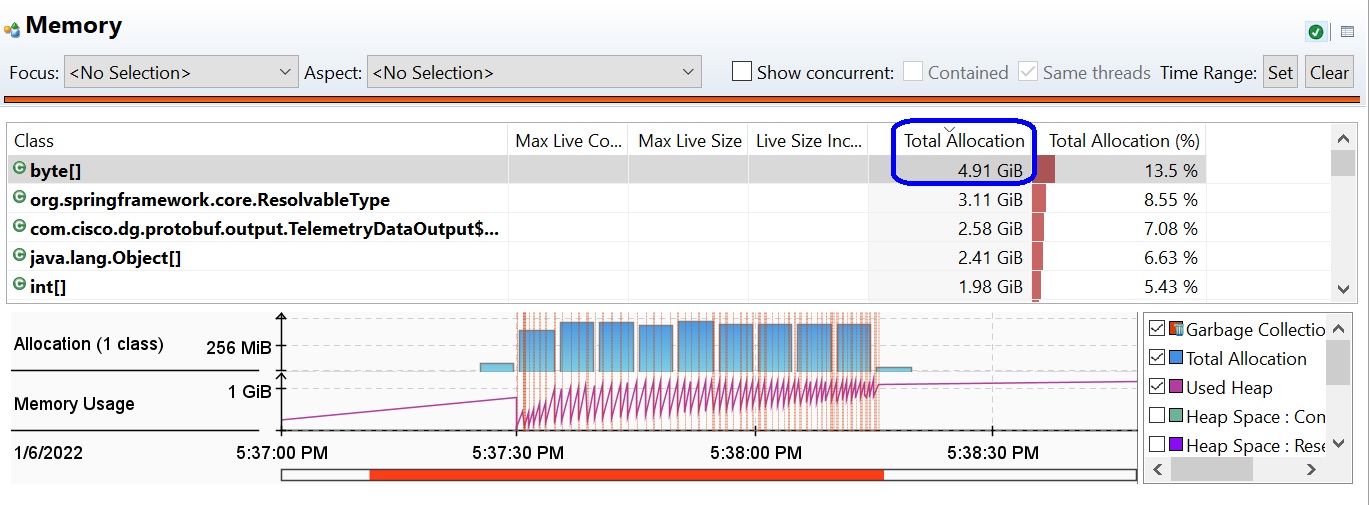 Memory
Focus: <No Selection> Aspect: <No Selection> Show concurrent: Contained Same threads Time Range: Set Clear
Class Max Live Co... Max Live Size Live Size Inc... Total Allocation Total Allocation (%)
byte[] 4.91 GiB 13.5 %
org.springframework.core.ResolvableType 3.11 GiB 8.55 %
com.cisco.dg.protobuf.output.TelemetryDataOutput$... 2.58 GiB 7.08 %
java.lang.Object[] 2.41 GiB 6.63 %
int[] 1.98 GiB 5.43 %
Allocation (1 class) 256 MiB
1 GiB
Memory Usage
1/6/2022 5:37:00 PM 5:37:30 PM 5:38:00 PM 5:38:30 PM
Garbage Collectio
Total Allocation
Used Heap
Heap Space : Con
Heap Space : Rese